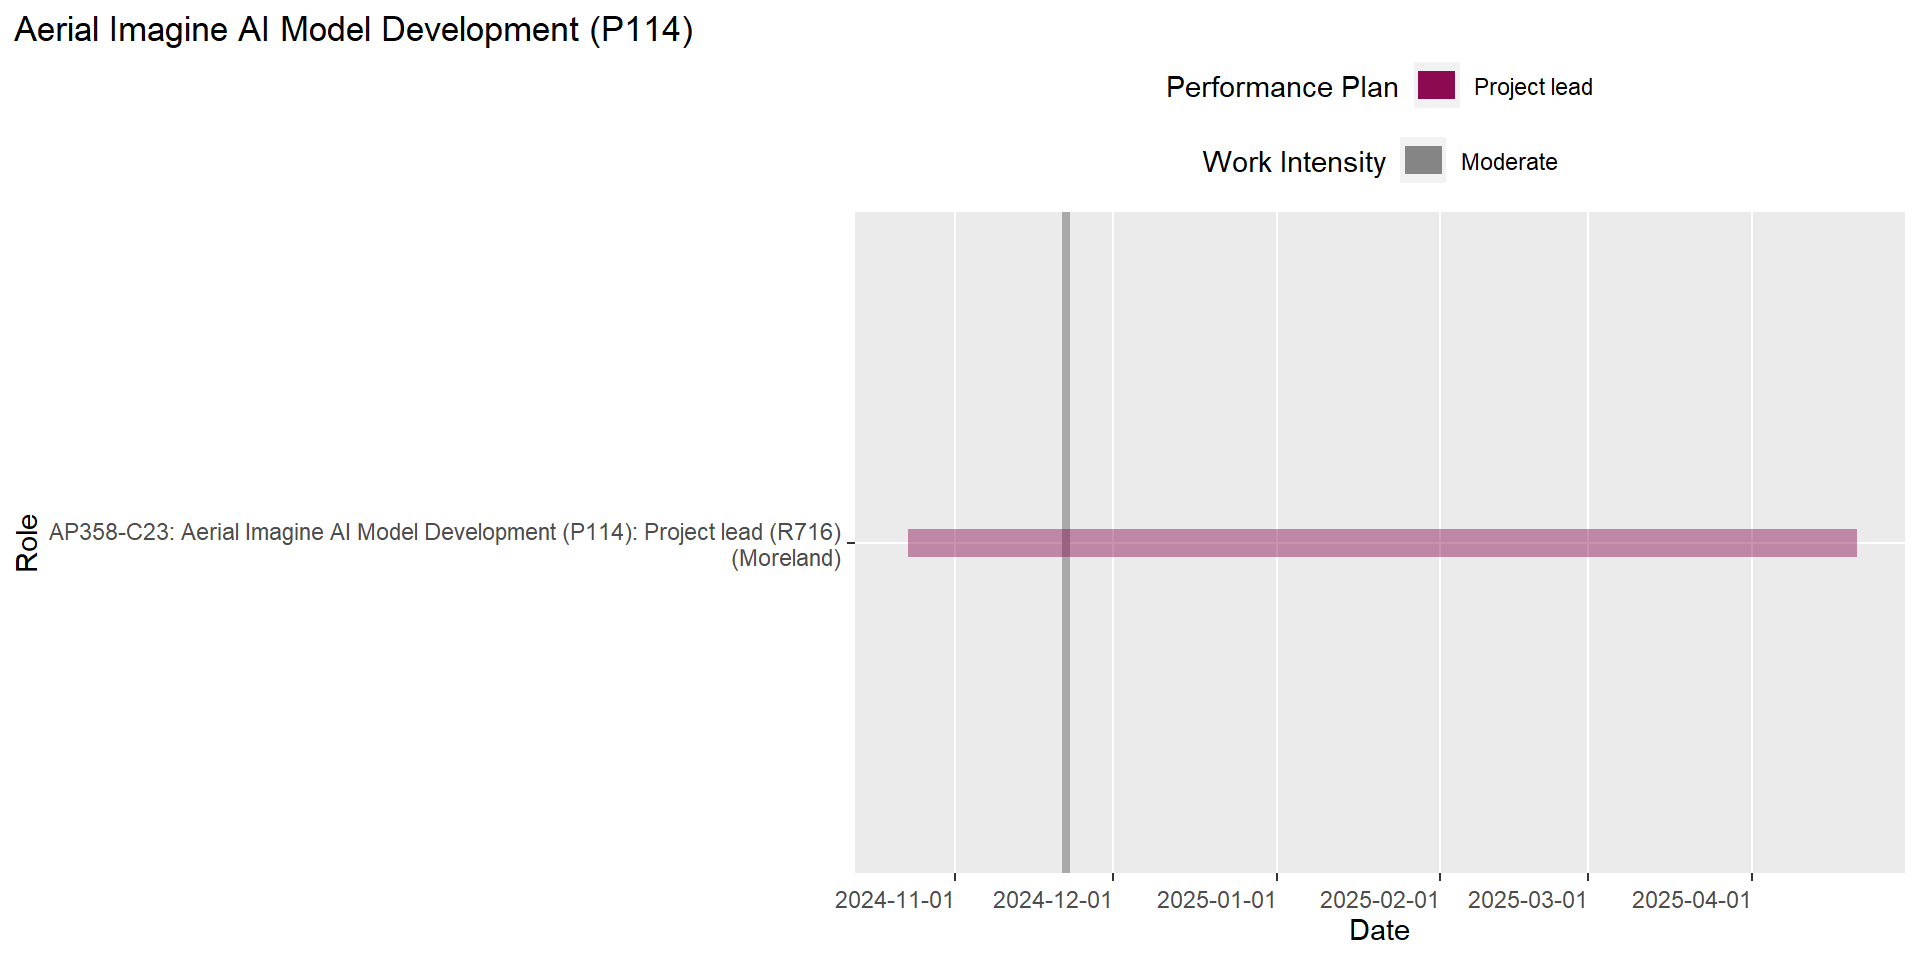 Aerial Imagine AI Model Development (P114)
Performance Plan Project lead
Work Intensity Moderate
Role
AP358-C23: Aerial Imagine AI Model Development (P114): Project lead (R716)
(Moreland)
2024-11-01 2024-12-01 2025-01-01 2025-02-01 2025-03-01 2025-04-01
Date